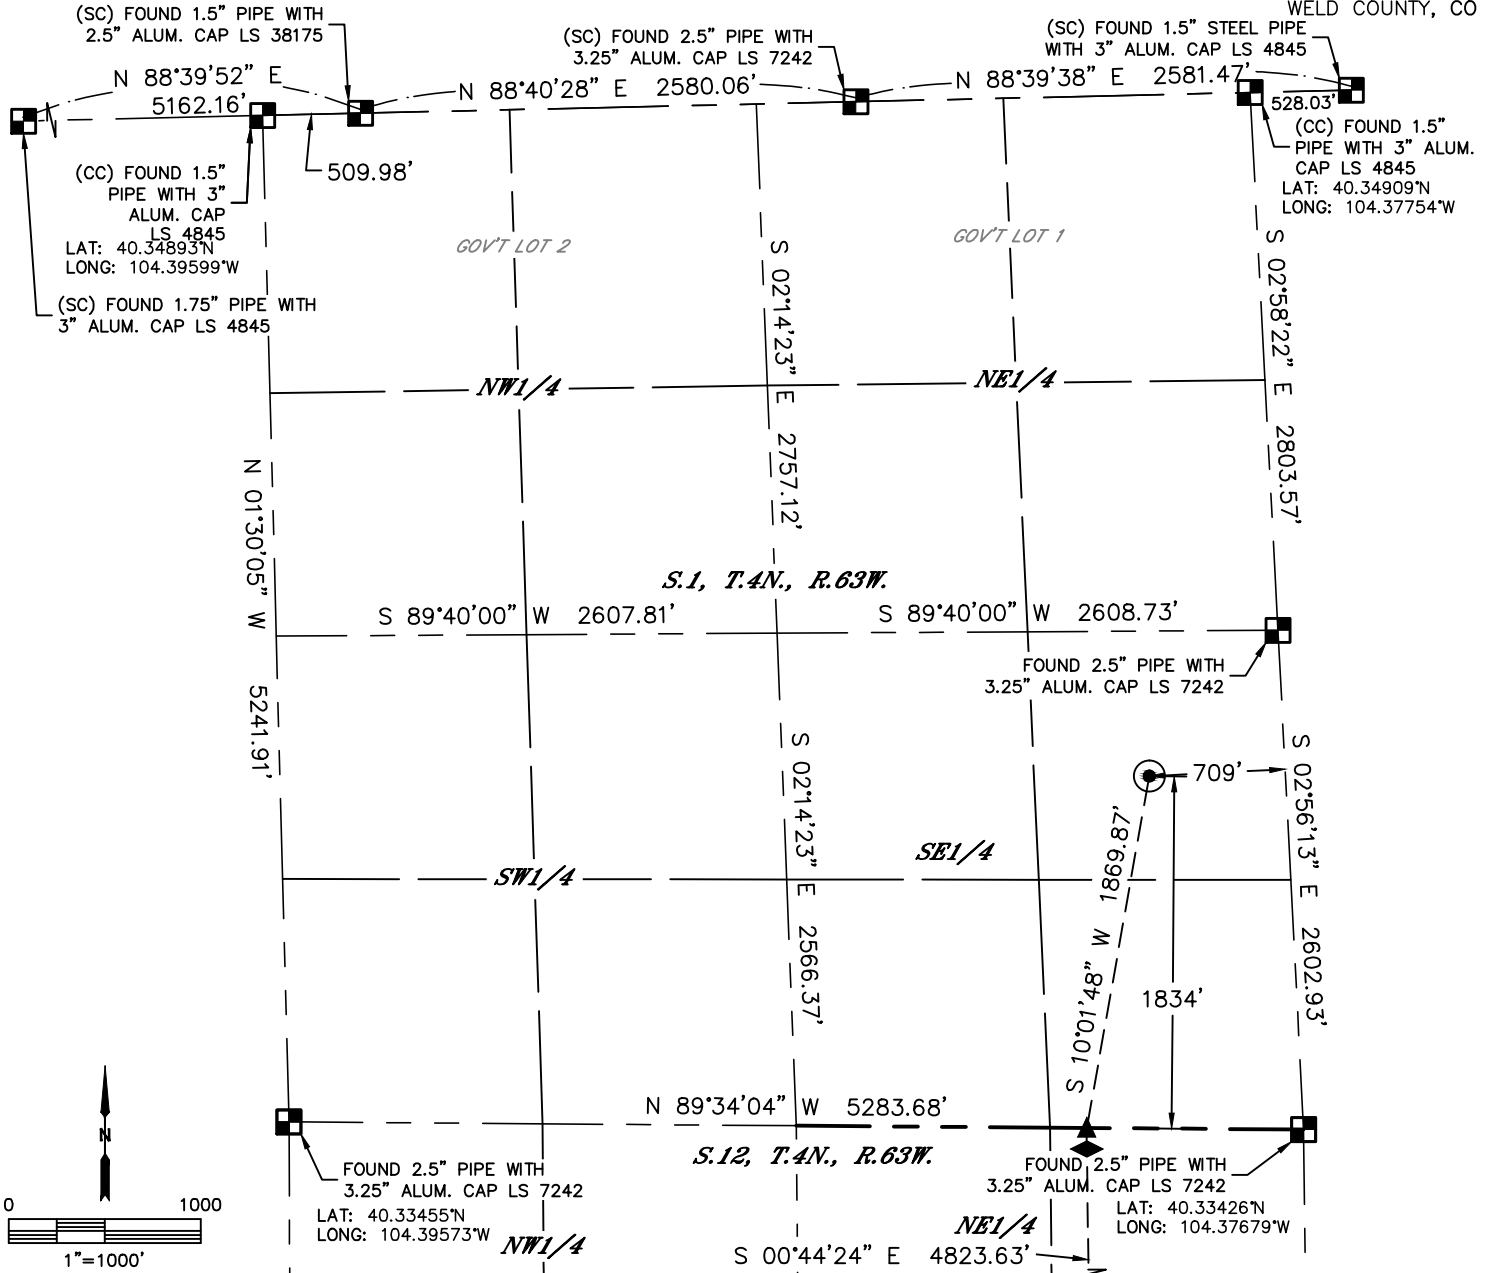 WELD COUNTY, CO
(SC) FOUND 1.5" PIPE WITH
2.5" ALUM. CAP LS 38175
(SC) FOUND 2.5" PIPE WITH
3.25" ALUM. CAP LS 7242
(SC) FOUND 1.5" STEEL PIPE
WITH 3" ALUM. CAP LS 4845
N 88°39'52" E
5162.16'
N 88°40'28" E 2580.06'
N 88°39'38" E 2581.47'
528.03'
509.98'
(CC) FOUND 1.5"
PIPE WITH 3"
ALUM. CAP
LS 4845
LAT: 40.34893°N
LONG: 104.39599°W
(CC) FOUND 1.5"
PIPE WITH 3" ALUM.
CAP LS 4845
LAT: 40.34909°N
LONG: 104.37754°W
(SC) FOUND 1.75" PIPE WITH
3" ALUM. CAP LS 4845
GOV'T LOT 2
GOV'T LOT 1
S 02°14'23" E 2757.12'
S 02°58'22" E 2803.57'
NW1/4
NE1/4
N 01°30'05" W 5241.91'
S.1, T.4N., R.63W.
S 89°40'00" W 2607.81'
S 89°40'00" W 2608.73'
FOUND 2.5" PIPE WITH
3.25" ALUM. CAP LS 7242
S 02°14'23" E 2566.37'
S 02°56'13" E 2602.93'
709'
S 10°01'48" W 1869.87'
1834'
SW1/4
SE1/4
N 89°34'04" W 5283.68'
S.12, T.4N., R.63W.
FOUND 2.5" PIPE WITH
3.25" ALUM. CAP LS 7242
LAT: 40.33455°N
LONG: 104.39573°W
FOUND 2.5" PIPE WITH
3.25" ALUM. CAP LS 7242
LAT: 40.33426°N
LONG: 104.37679°W
NW1/4
NE1/4
S 00°44'24" E 4823.63'
N
0 1000
1"=1000'